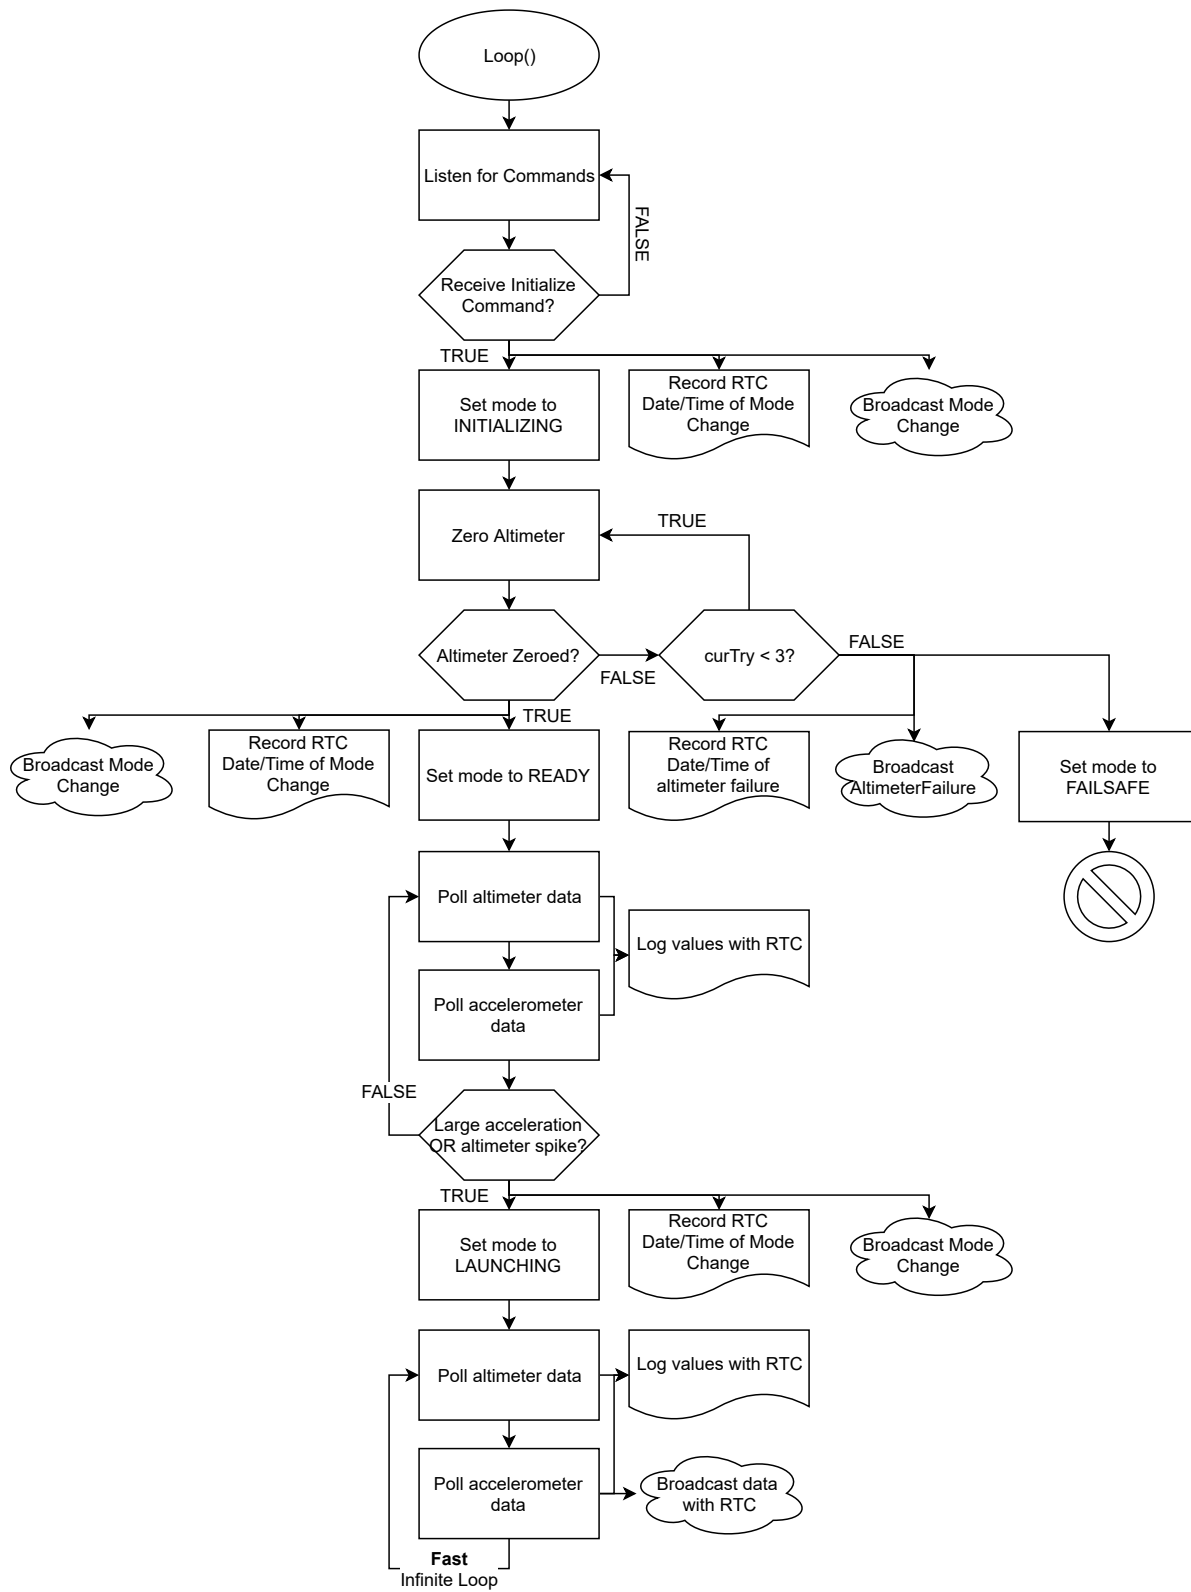 Loop()
Listen for Commands
FALSE
Receive Initialize
Command?
TRUE
Set mode to
INITIALIZING
Record RTC
Date/Time of Mode
Change
Broadcast Mode
Change
Zero Altimeter
TRUE
Altimeter Zeroed?
FALSE
curTry < 3?
FALSE
TRUE
Broadcast Mode
Change
Record RTC
Date/Time of Mode
Change
Set mode to READY
Record RTC
Date/Time of
altimeter failure
Broadcast
AltimeterFailure
Set mode to
FAILSAFE
Poll altimeter data
Log values with RTC
Poll accelerometer
data
FALSE
Large acceleration
OR altimeter spike?
TRUE
Set mode to
LAUNCHING
Record RTC
Date/Time of Mode
Change
Broadcast Mode
Change
Poll altimeter data
Log values with RTC
Poll accelerometer
data
Broadcast data
with RTC
Fast
Infinite Loop